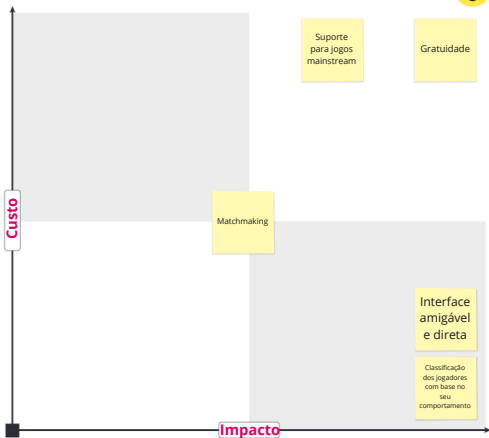 Suporte
para jogos
mainstream
Gratuidade
Custo
Matchmaking
Interface
amigável
e direta
Classificação
dos jogadores
com base no
seu
comportamento
Impacto